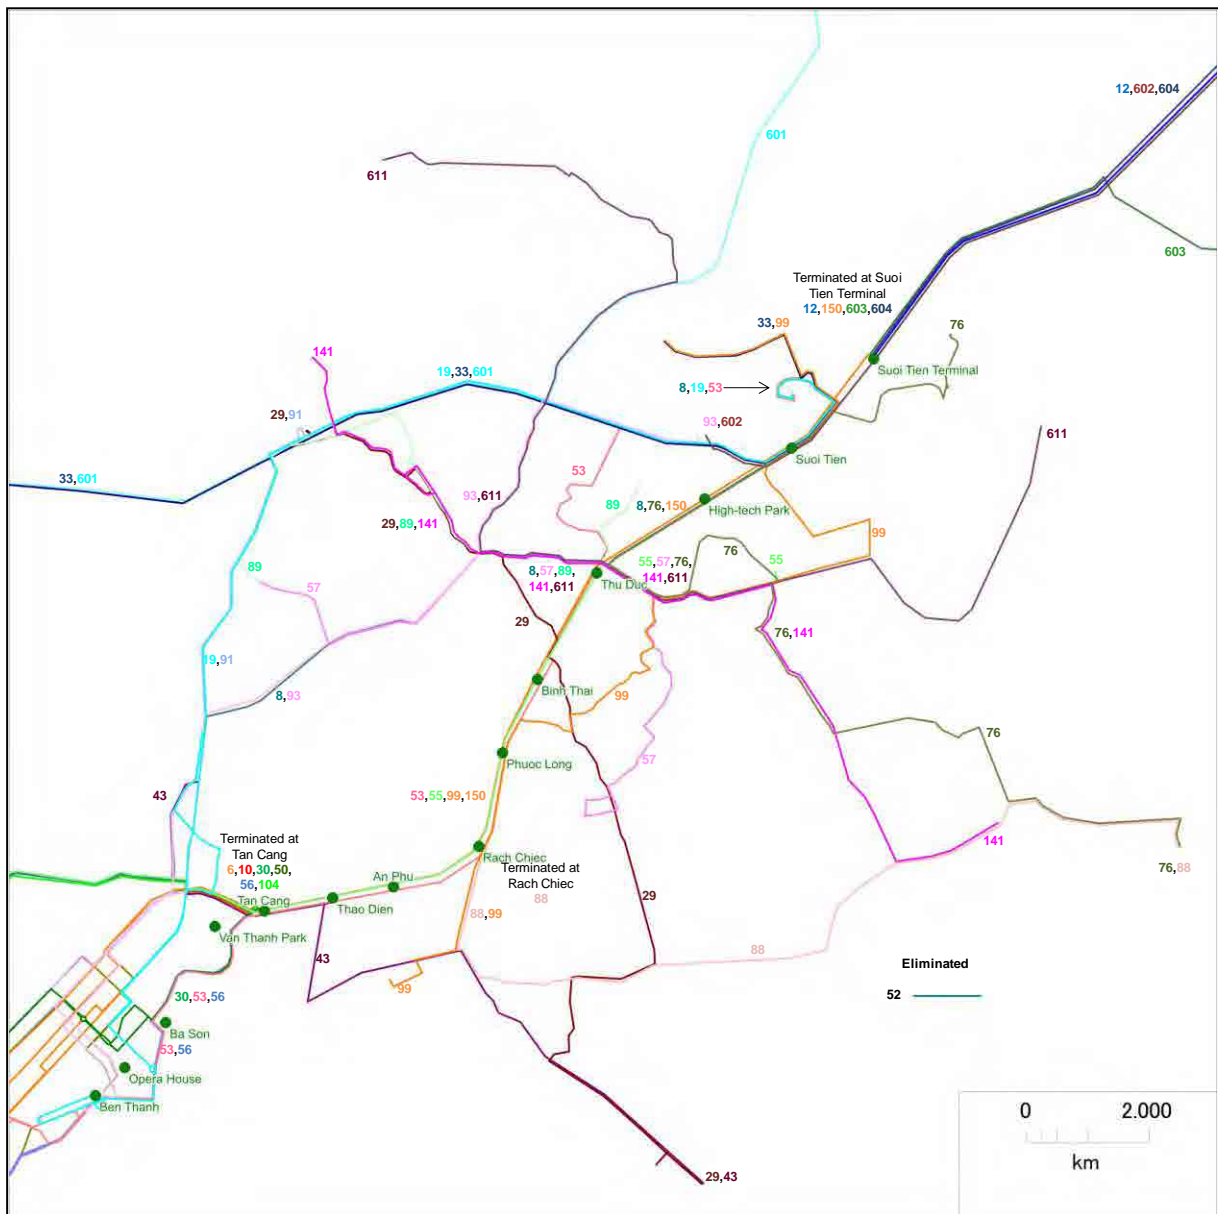 601
12,602,604
611
603
Terminated at Suoi
Tien Terminal
12,150,603,604
33,99
76
141
Suoi Tien Terminal
19,33,601
8,19,53
29,91
93,602
611
Suoi Tien
33,601
53
93,611
89
8,76,150
High-tech Park
29,89,141
99
76
55,57,76,
141,611
55
89
57
8,57,89,
141,611
Thu Duc
29
76,141
19,91
8,93
Binh Thai
99
76
57
Phuoc Long
43
53,55,99,150
Terminated at
Tan Cang
6,10,30,50,
56,104
Rach Chiec
Terminated at
Rach Chiec
88
141
76,88
An Phu
Tan Cang
Thao Dien
29
88,99
Van Thanh Park
43
88
Eliminated
99
52
30,53,56
Ba Son
53,56
Opera House
Ben Thanh
0 2.000
km
29,43